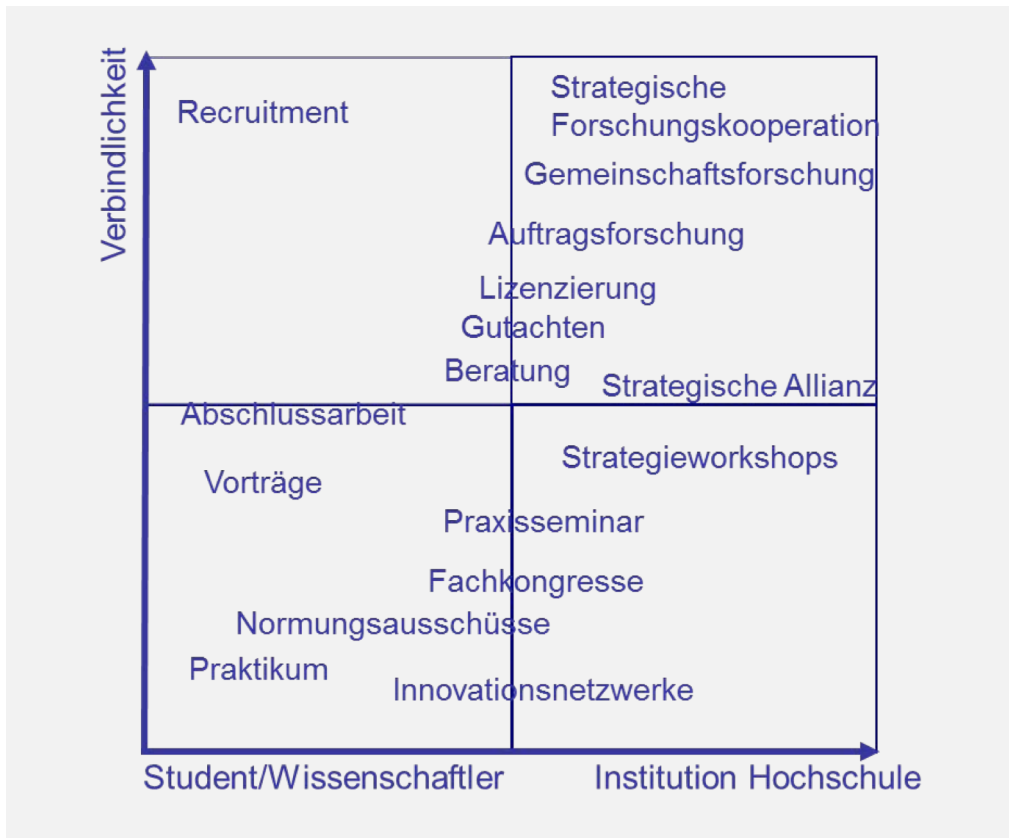 Verbindlichkeit
Recruitment
Strategische
Forschungskooperation
Gemeinschaftsforschung
Auftragsforschung
Lizenzierung
Gutachten
Beratung
Strategische Allianz
Abschlussarbeit
Strategieworkshops
Vorträge
Praxisseminar
Fachkongresse
Normungsausschüsse
Praktikum
Innovationsnetzwerke
Student/Wissenschaftler
Institution Hochschule